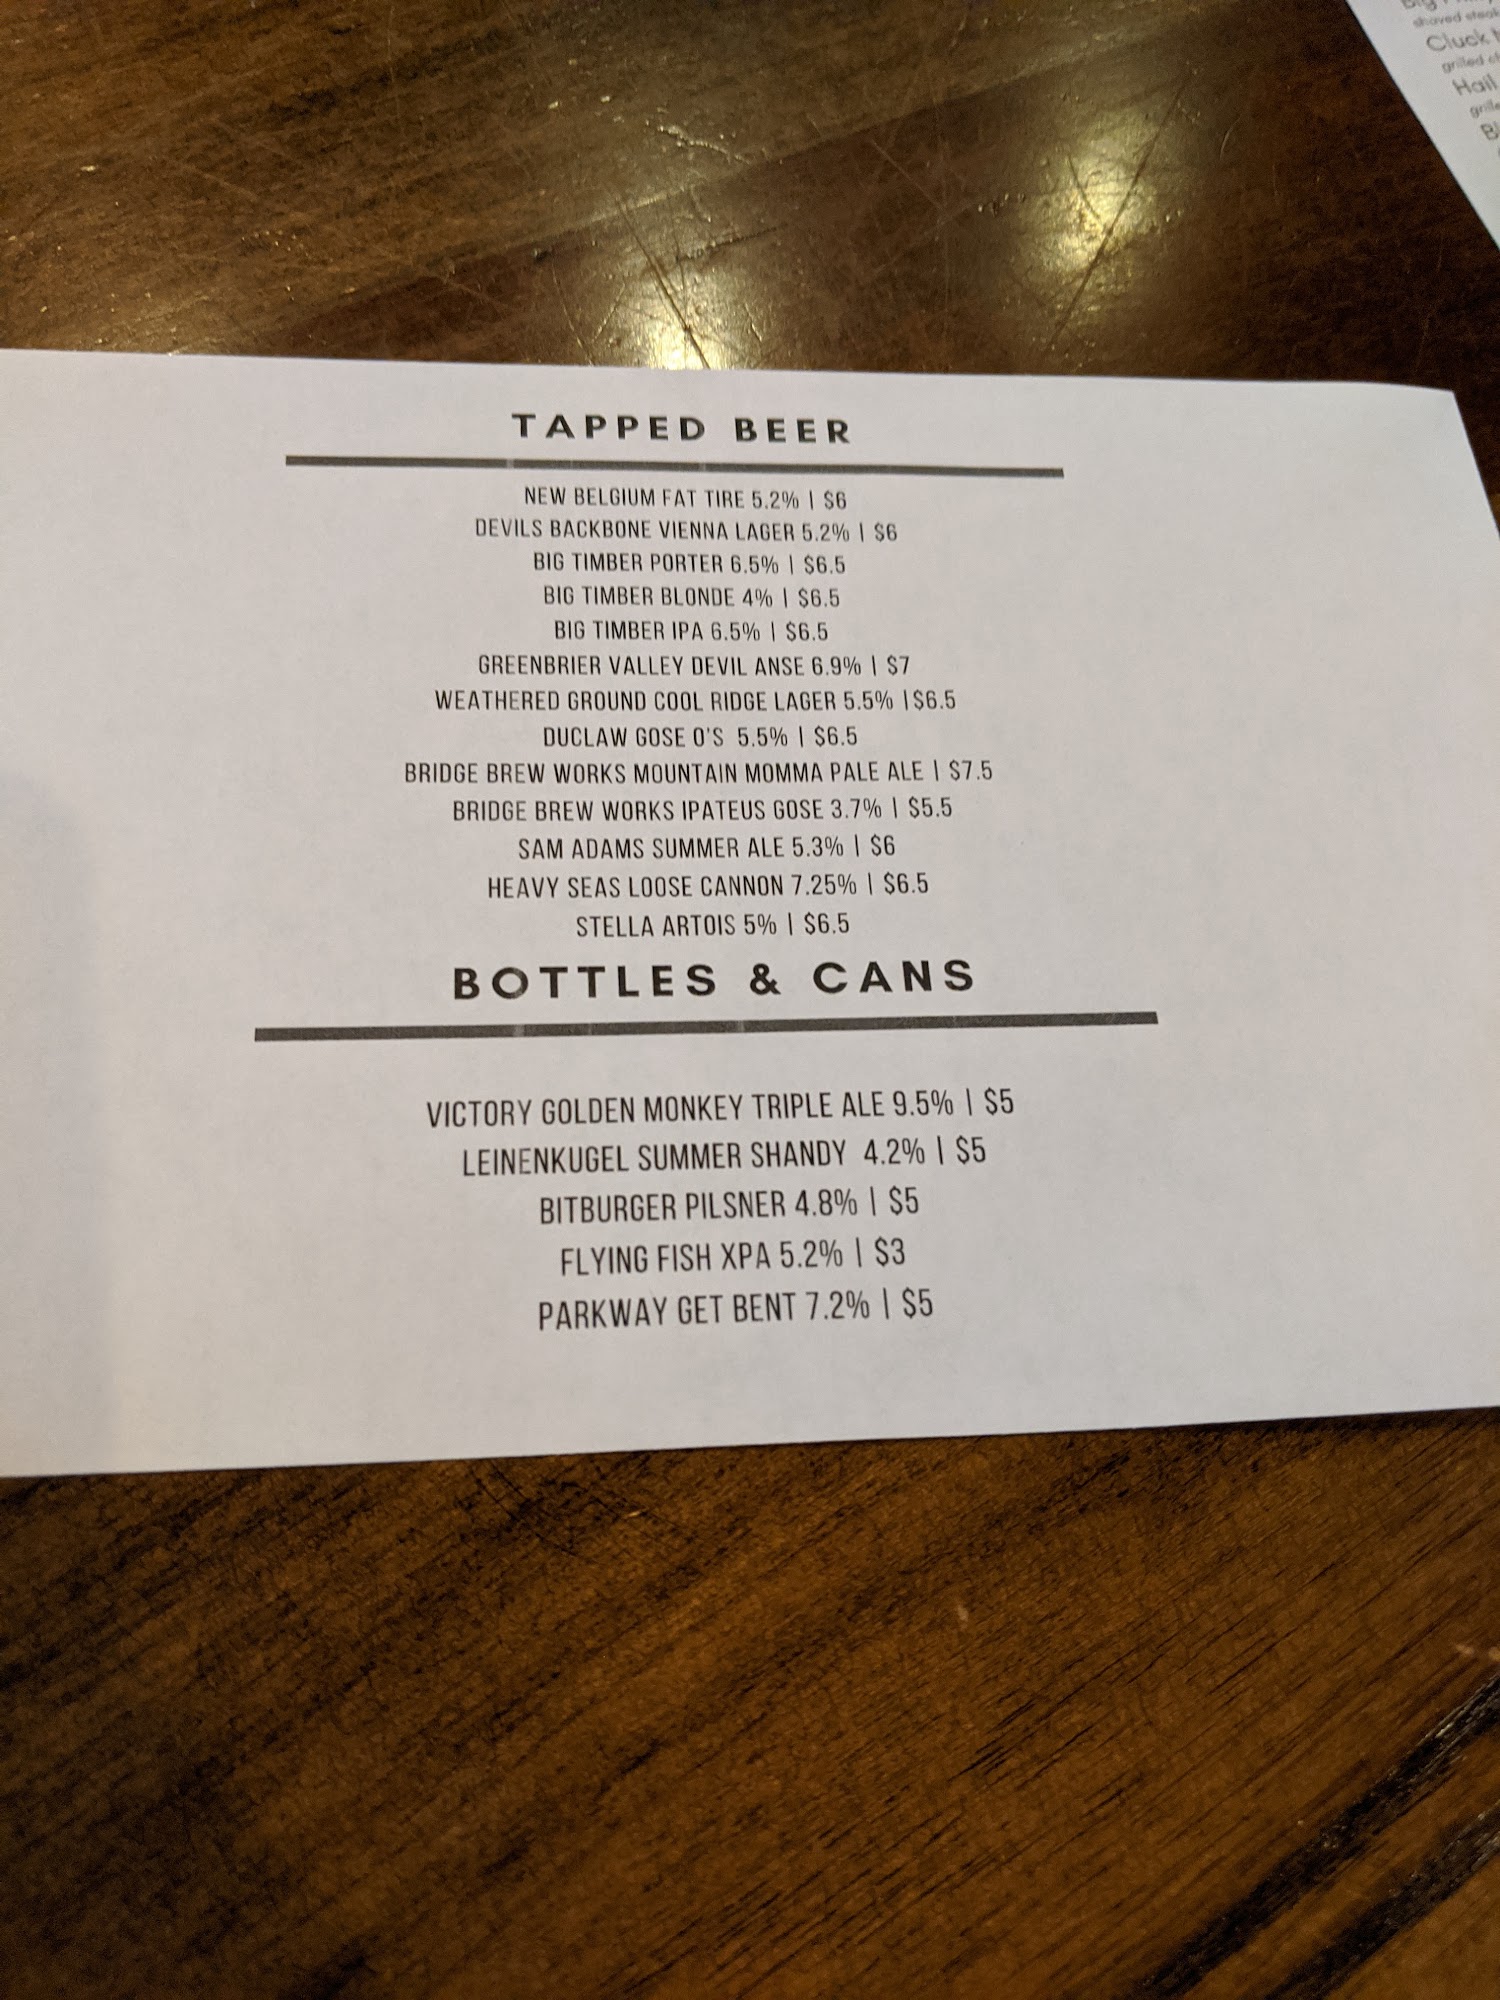 TAPPED BEER
NEW BELGIUM FAT TIRE 5.2% | $6
DEVILS BACKBONE VIENNA LAGER 5.2% | $6
BIG TIMBER PORTER 6.5% | $6.5
BIG TIMBER BLONDE 4% | $6.5
BIG TIMBER IPA 6.5% | $6.5
GREENBRIER VALLEY DEVIL ANSE 6.9% | $7
WEATHERED GROUND COOL RIDGE LAGER 5.5% |$6.5
DUCLAW GOSE O'S  5.5% | $6.5
BRIDGE BREW WORKS MOUNTAIN MOMMA PALE ALE | $7.5
BRIDGE BREW WORKS IPATEUS GOSE 3.7% | $5.5
SAM ADAMS SUMMER ALE 5.3% | $6
HEAVY SEAS LOOSE CANNON 7.25% | $6.5
STELLA ARTOIS 5% | $6.5
BOTTLES & CANS
VICTORY GOLDEN MONKEY TRIPLE ALE 9.5% | $5
LEINENKUGEL SUMMER SHANDY  4.2% | $5
BITBURGER PILSNER 4.8% | $5
FLYING FISH XPA 5.2% | $3
PARKWAY GET BENT 7.2% | $5
Big
shaved
Cluck
grilled
Hail